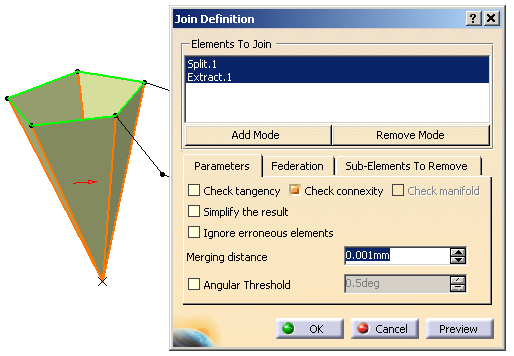 Join Definition
Elements To Join
Split.1
Extract.1
Add Mode Remove Mode
Parameters Federation Sub-Elements To Remove
Check tangency Check connexity Check manifold
Simplify the result
Ignore erroneous elements
Merging distance 0.001mm
Angular Threshold 0.5deg
OK Cancel Preview